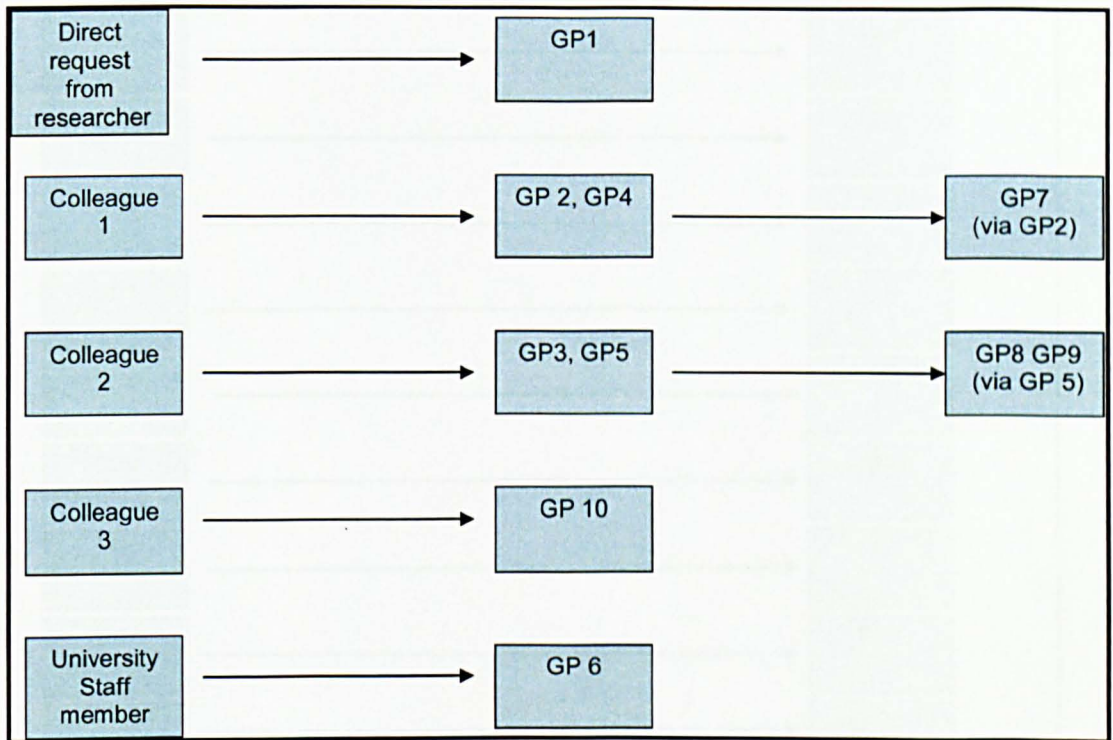 Direct
request
from
researcher
GP1
Colleague
1
GP 2, GP4
GP7
(via GP2)
Colleague
2
GP3, GP5
GP8 GP9
(via GP 5)
Colleague
3
GP 10
University
Staff
member
GP 6